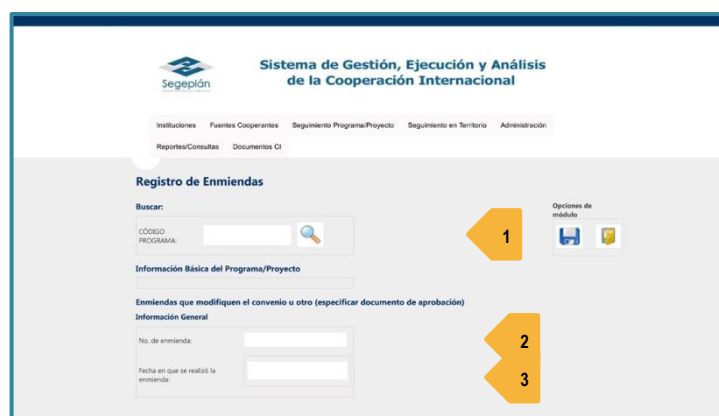 Segeplán
Sistema de Gestión, Ejecución y Análisis
de la Cooperación Internacional
Instituciones Fuentes Cooperantes Seguimiento Programa/Proyecto Seguimiento en Territorio Administración
Reportes/Consultas Documentos CI
Registro de Enmiendas
Buscar:
Opciones de
módulo
CÓDIGO
PROGRAMA:
1
Información Básica del Programa/Proyecto
Enmiendas que modifiquen el convenio u otro (especificar documento de aprobación)
Información General
No. de enmienda:
2
Fecha en que se realizó la
enmienda:
3